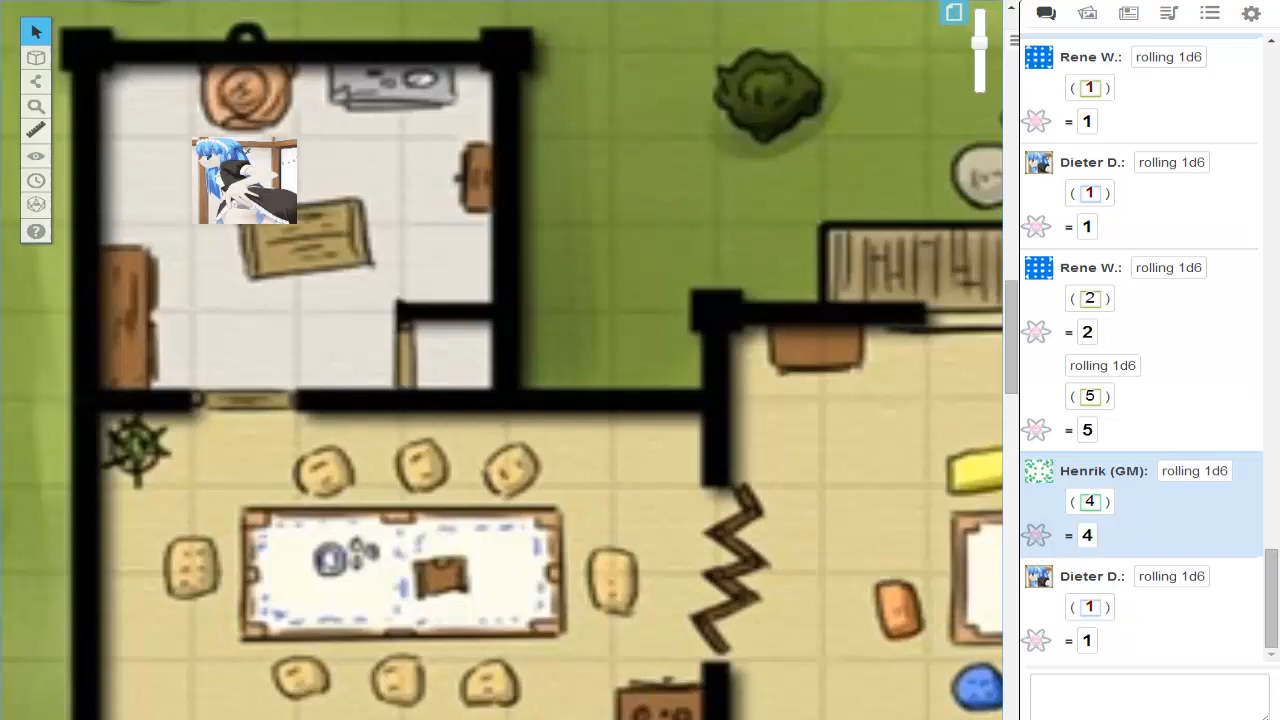 Rene W.: rolling 1d6
( 1 )
= 1
Dieter D.: rolling 1d6
( 1 )
= 1
Rene W.: rolling 1d6
( 2 )
= 2
rolling 1d6
( 5 )
= 5
Henrik (GM): rolling 1d6
( 4 )
= 4
Dieter D.: rolling 1d6
( 1 )
= 1